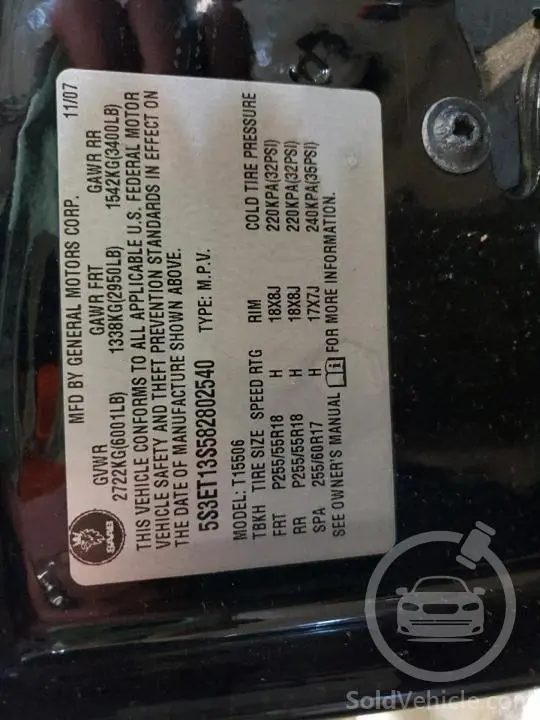 MFD BY GENERAL MOTORS CORP. 11/07
GVWR GAWR FRT GAWR RR
2722KG(6001LB) 1338KG(2950LB) 1542KG(3400LB)
THIS VEHICLE CONFORMS TO ALL APPLICABLE U.S. FEDERAL MOTOR
VEHICLE SAFETY AND THEFT PREVENTION STANDARDS IN EFFECT ON
THE DATE OF MANUFACTURE SHOWN ABOVE.
5S3ET13S582802540 TYPE: M.P.V.
MODEL: T15506
TBKH TIRE SIZE SPEED RTG RIM COLD TIRE PRESSURE
FRT P255/55R18 H 18X8J 220KPA(32PSI)
RR P255/55R18 H 18X8J 220KPA(32PSI)
SPA 255/60R17 H 17X7J 240KPA(35PSI)
SEE OWNER'S MANUAL FOR MORE INFORMATION.
SAAB
SoldVehicle.com